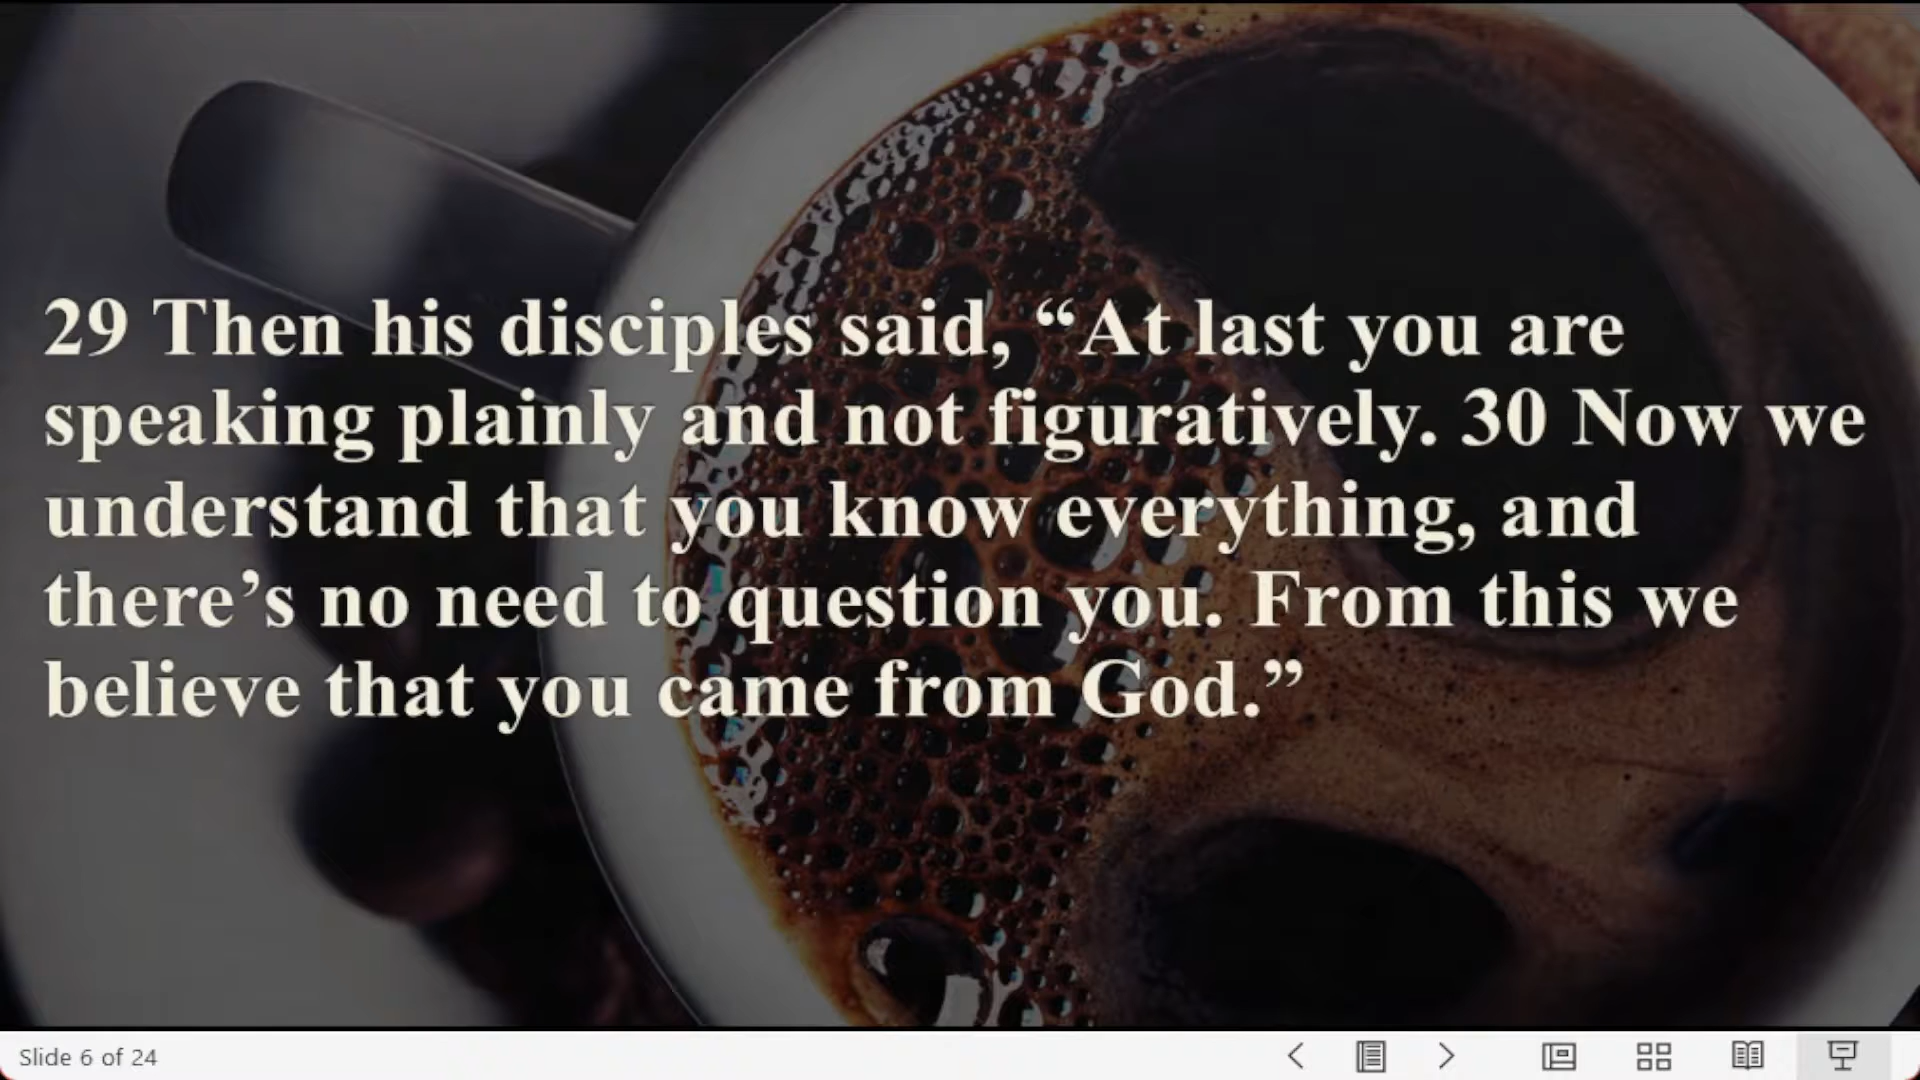 29 Then his disciples said, “At last you are
speaking plainly and not figuratively. 30 Now we
understand that you know everything, and
there’s no need to question you. From this we
believe that you came from God.”
Slide 6 of 24